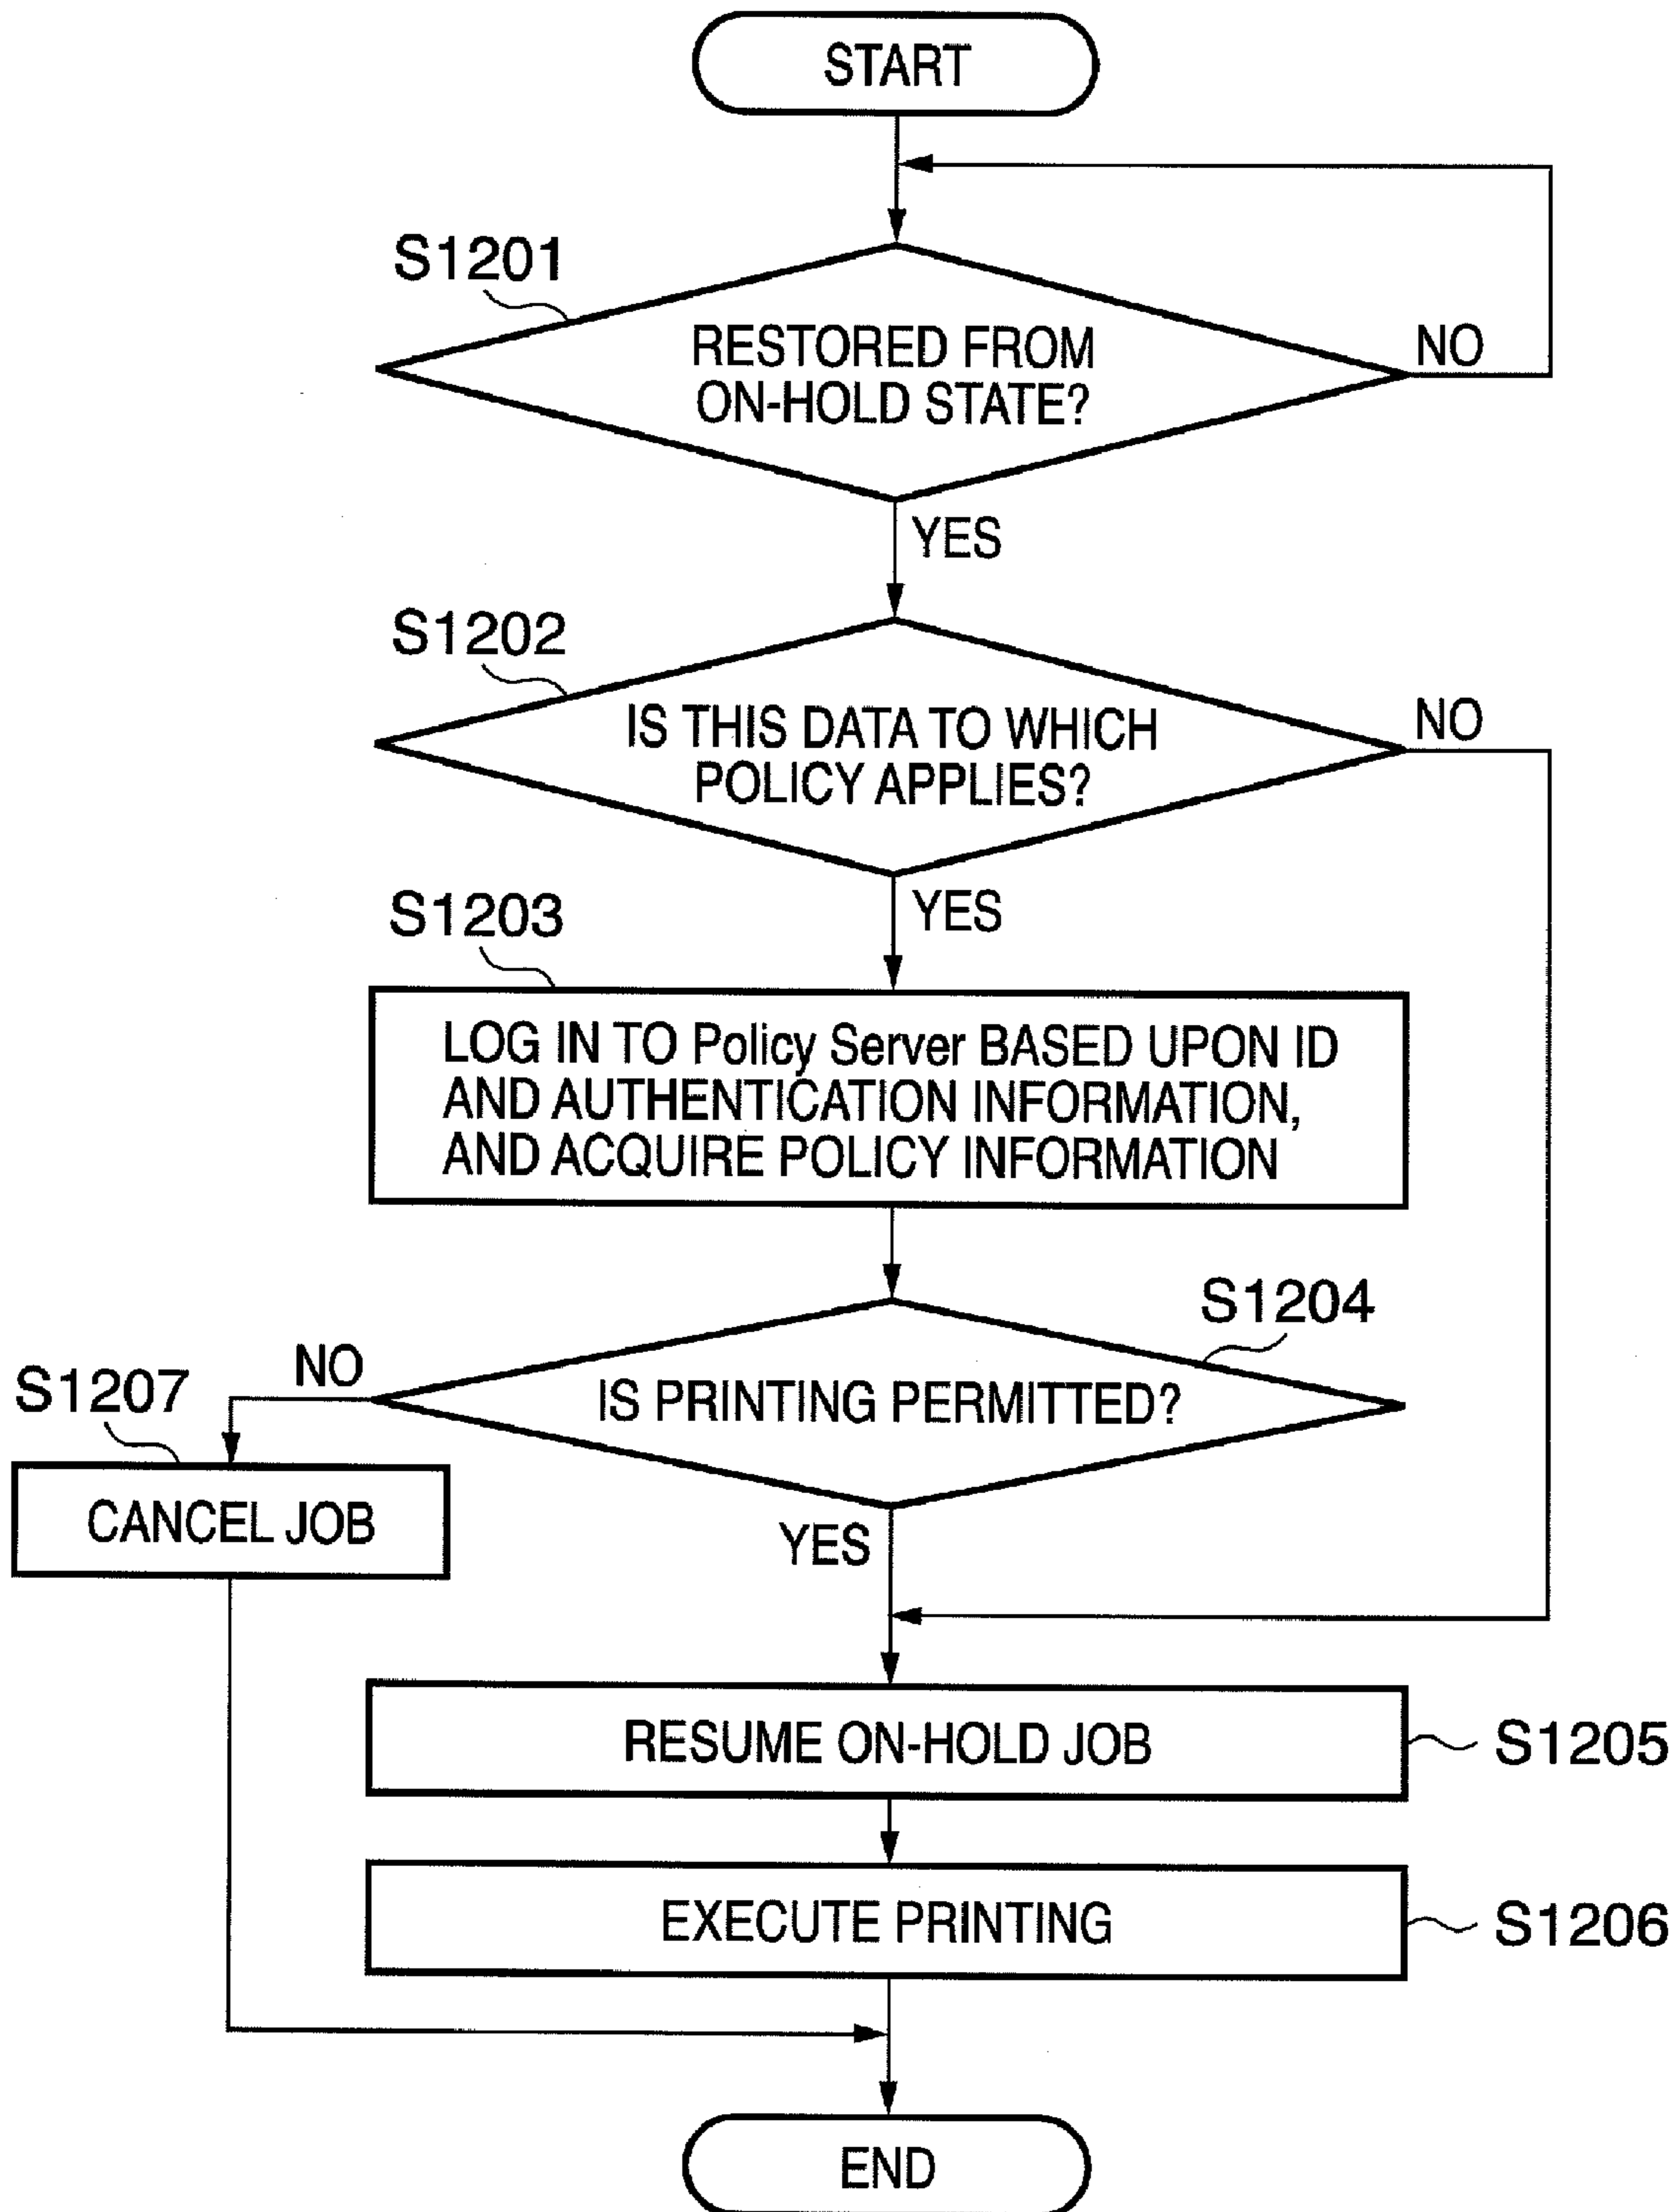 START
S1201
RESTORED FROM
ON-HOLD STATE?
NO
YES
S1202
IS THIS DATA TO WHICH
POLICY APPLIES?
NO
YES
S1203
LOG IN TO Policy Server BASED UPON ID
AND AUTHENTICATION INFORMATION,
AND ACQUIRE POLICY INFORMATION
S1204
NO
IS PRINTING PERMITTED?
S1207
CANCEL JOB
YES
RESUME ON-HOLD JOB
S1205
EXECUTE PRINTING
S1206
END